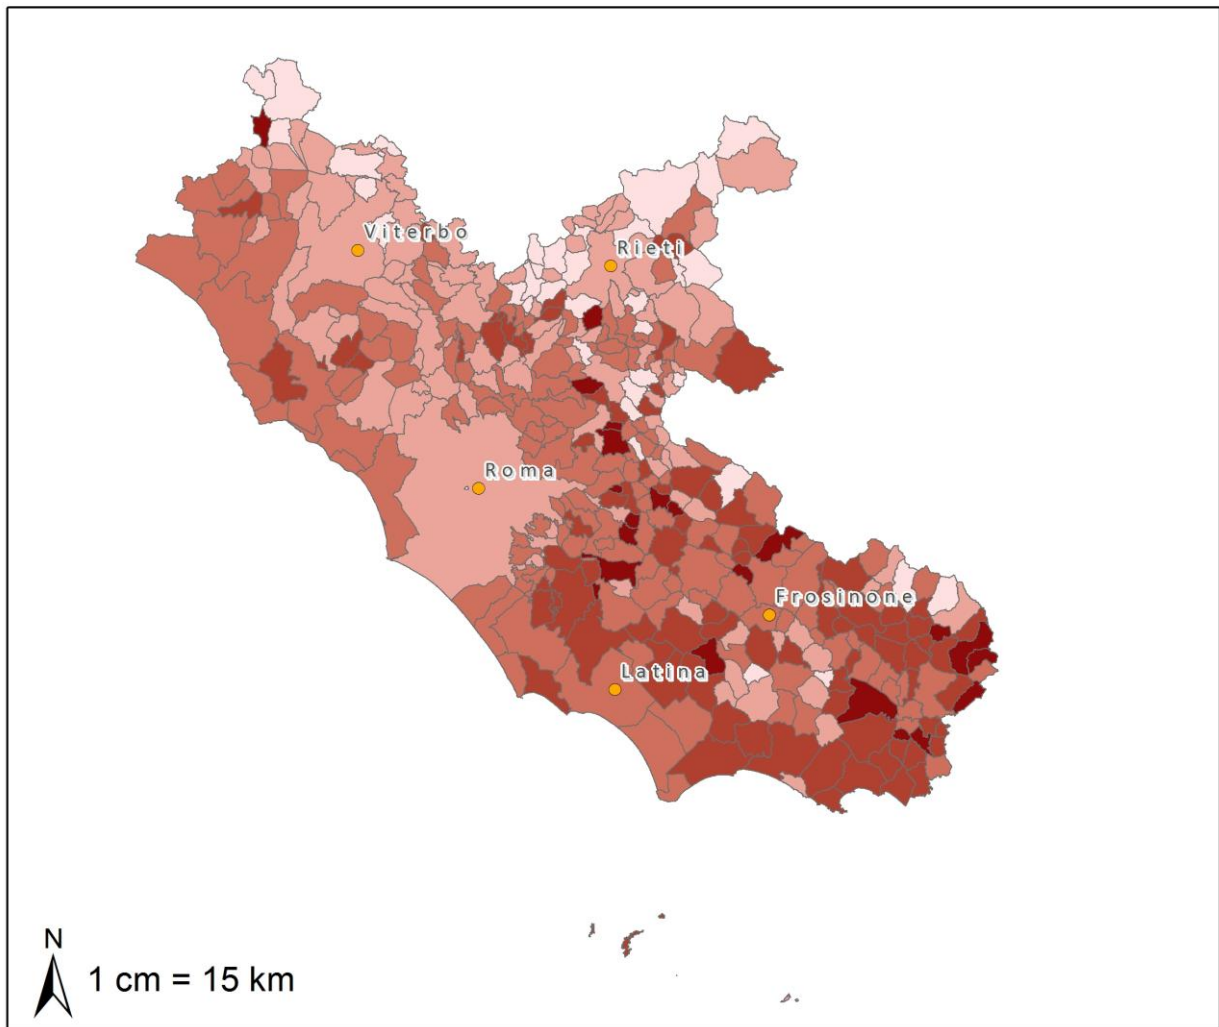 Viterbo
Rieti
Roma
Frosinone
Latina
N
1 cm = 15 km